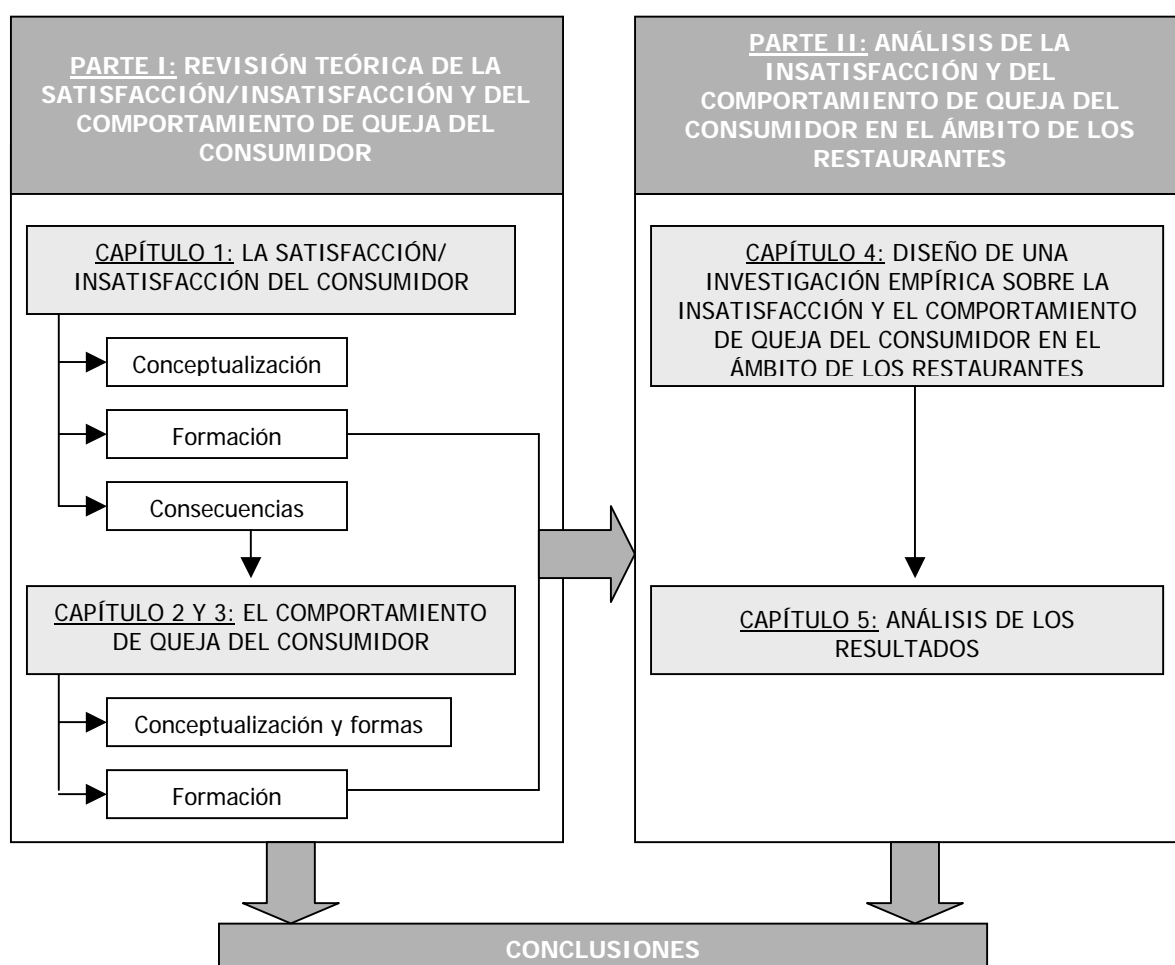 PARTE I: REVISIÓN TEÓRICA DE LA
SATISFACCIÓN/INSATISFACCIÓN Y DEL
COMPORTAMIENTO DE QUEJA DEL
CONSUMIDOR
CAPÍTULO 1: LA SATISFACCIÓN/
INSATISFACCIÓN DEL CONSUMIDOR
Conceptualización
Formación
Consecuencias
CAPÍTULO 2 Y 3: EL COMPORTAMIENTO
DE QUEJA DEL CONSUMIDOR
Conceptualización y formas
Formación
PARTE II: ANÁLISIS DE LA
INSATISFACCIÓN Y DEL
COMPORTAMIENTO DE QUEJA DEL
CONSUMIDOR EN EL ÁMBITO DE LOS
RESTAURANTES
CAPÍTULO 4: DISEÑO DE UNA
INVESTIGACIÓN EMPÍRICA SOBRE LA
INSATISFACCIÓN Y EL COMPORTAMIENTO
DE QUEJA DEL CONSUMIDOR EN EL
ÁMBITO DE LOS RESTAURANTES
CAPÍTULO 5: ANÁLISIS DE LOS
RESULTADOS
CONCLUSIONES